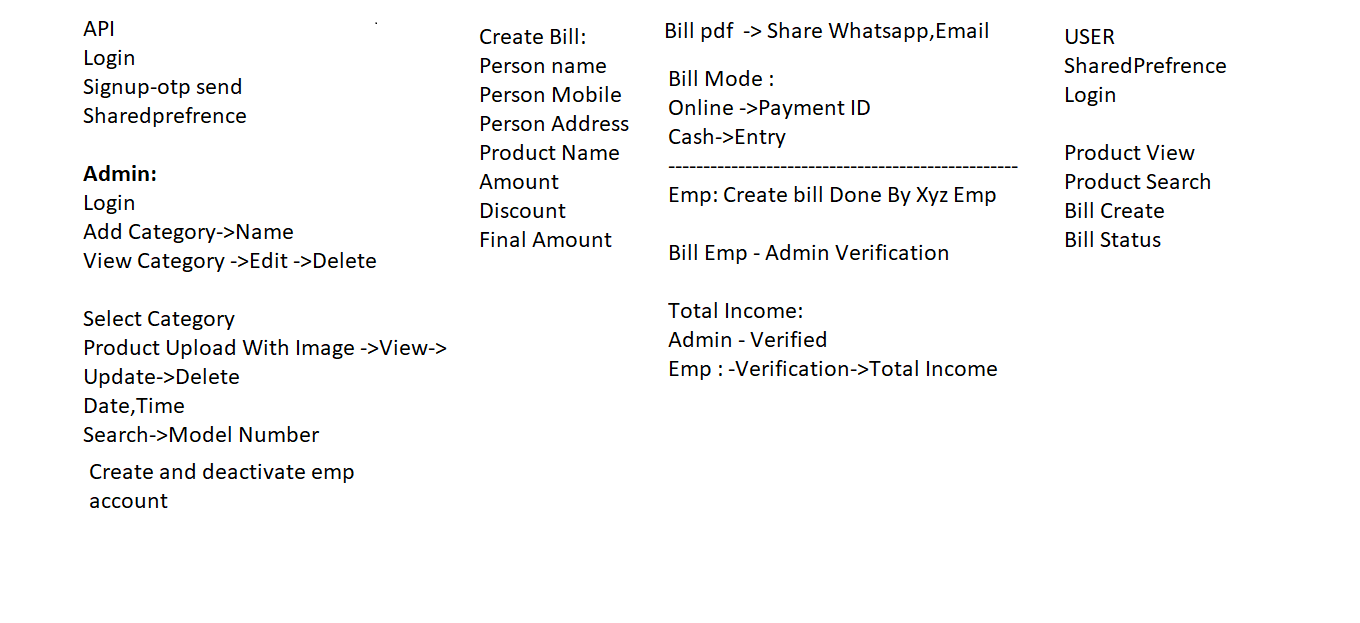 API
Login
Signup-otp send
Sharedprefrence
Admin:
Login
Add Category->Name
View Category ->Edit ->Delete
Select Category
Product Upload With Image ->View->
Update->Delete
Date,Time
Search->Model Number
Create and deactivate emp
account
Create Bill:
Person name
Person Mobile
Person Address
Product Name
Amount
Discount
Final Amount
Bill pdf -> Share Whatsapp,Email
Bill Mode :
Online ->Payment ID
Cash->Entry
--------------------------------------------------
Emp: Create bill Done By Xyz Emp
Bill Emp - Admin Verification
Total Income:
Admin - Verified
Emp : -Verification->Total Income
USER
SharedPrefrence
Login
Product View
Product Search
Bill Create
Bill Status